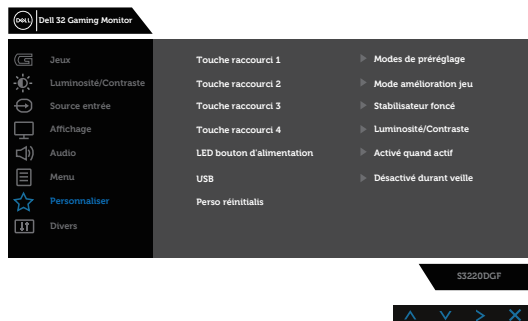 DELL Dell 32 Gaming Monitor
Jeux
Luminosité/Contraste
Source entrée
Affichage
Audio
Menu
Personnaliser
Divers
Touche raccourci 1 Modes de préréglage
Touche raccourci 2 Mode amélioration jeu
Touche raccourci 3 Stabilisateur foncé
Touche raccourci 4 Luminosité/Contraste
LED bouton d'alimentation Activé quand actif
USB Désactivé durant veille
Perso réinitialis
S3220DGF